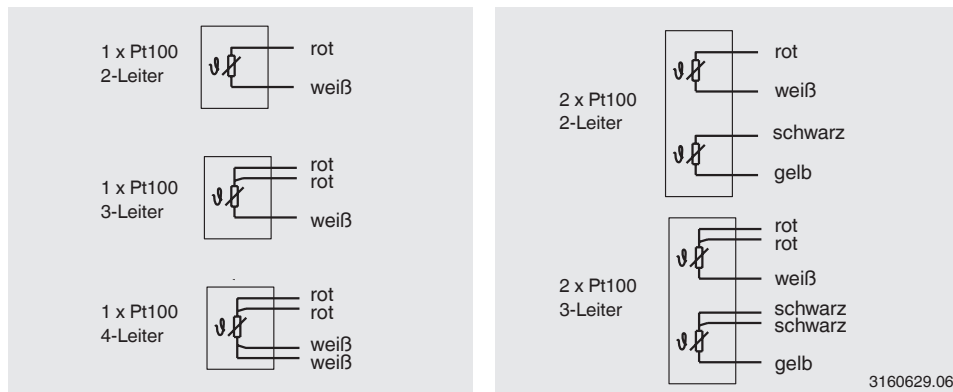 1 x Pt100
2-Leiter
rot
weiß
1 x Pt100
3-Leiter
rot
rot
weiß
1 x Pt100
4-Leiter
rot
rot
weiß
weiß
2 x Pt100
2-Leiter
rot
weiß
schwarz
gelb
2 x Pt100
3-Leiter
rot
rot
weiß
schwarz
schwarz
gelb
3160629.06